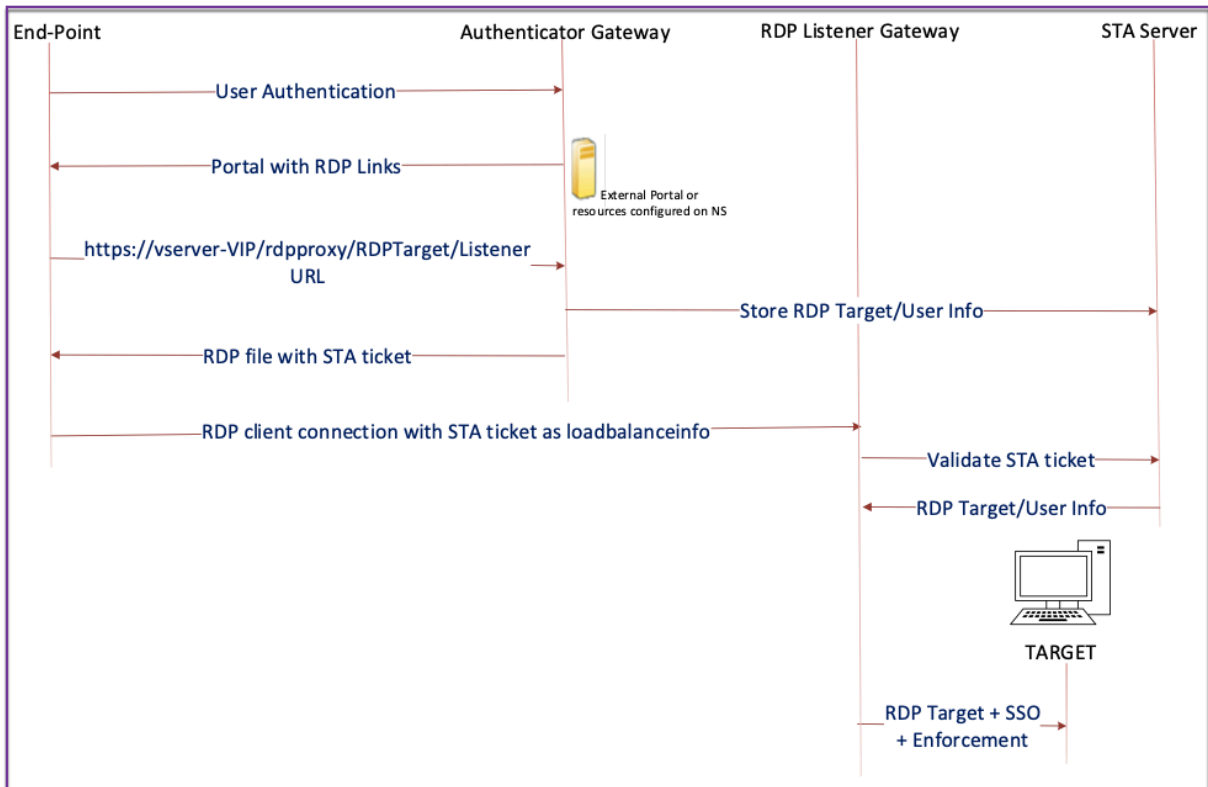 End-Point
Authenticator Gateway
RDP Listener Gateway
STA Server
User Authentication
Portal with RDP Links
External Portal or
resources configured on NS
https://vserver-VIP/rdpproxy/RDPTarget/Listener
URL
Store RDP Target/User Info
RDP file with STA ticket
RDP client connection with STA ticket as loadbalanceinfo
Validate STA ticket
RDP Target/User Info
TARGET
RDP Target + SSO
+ Enforcement